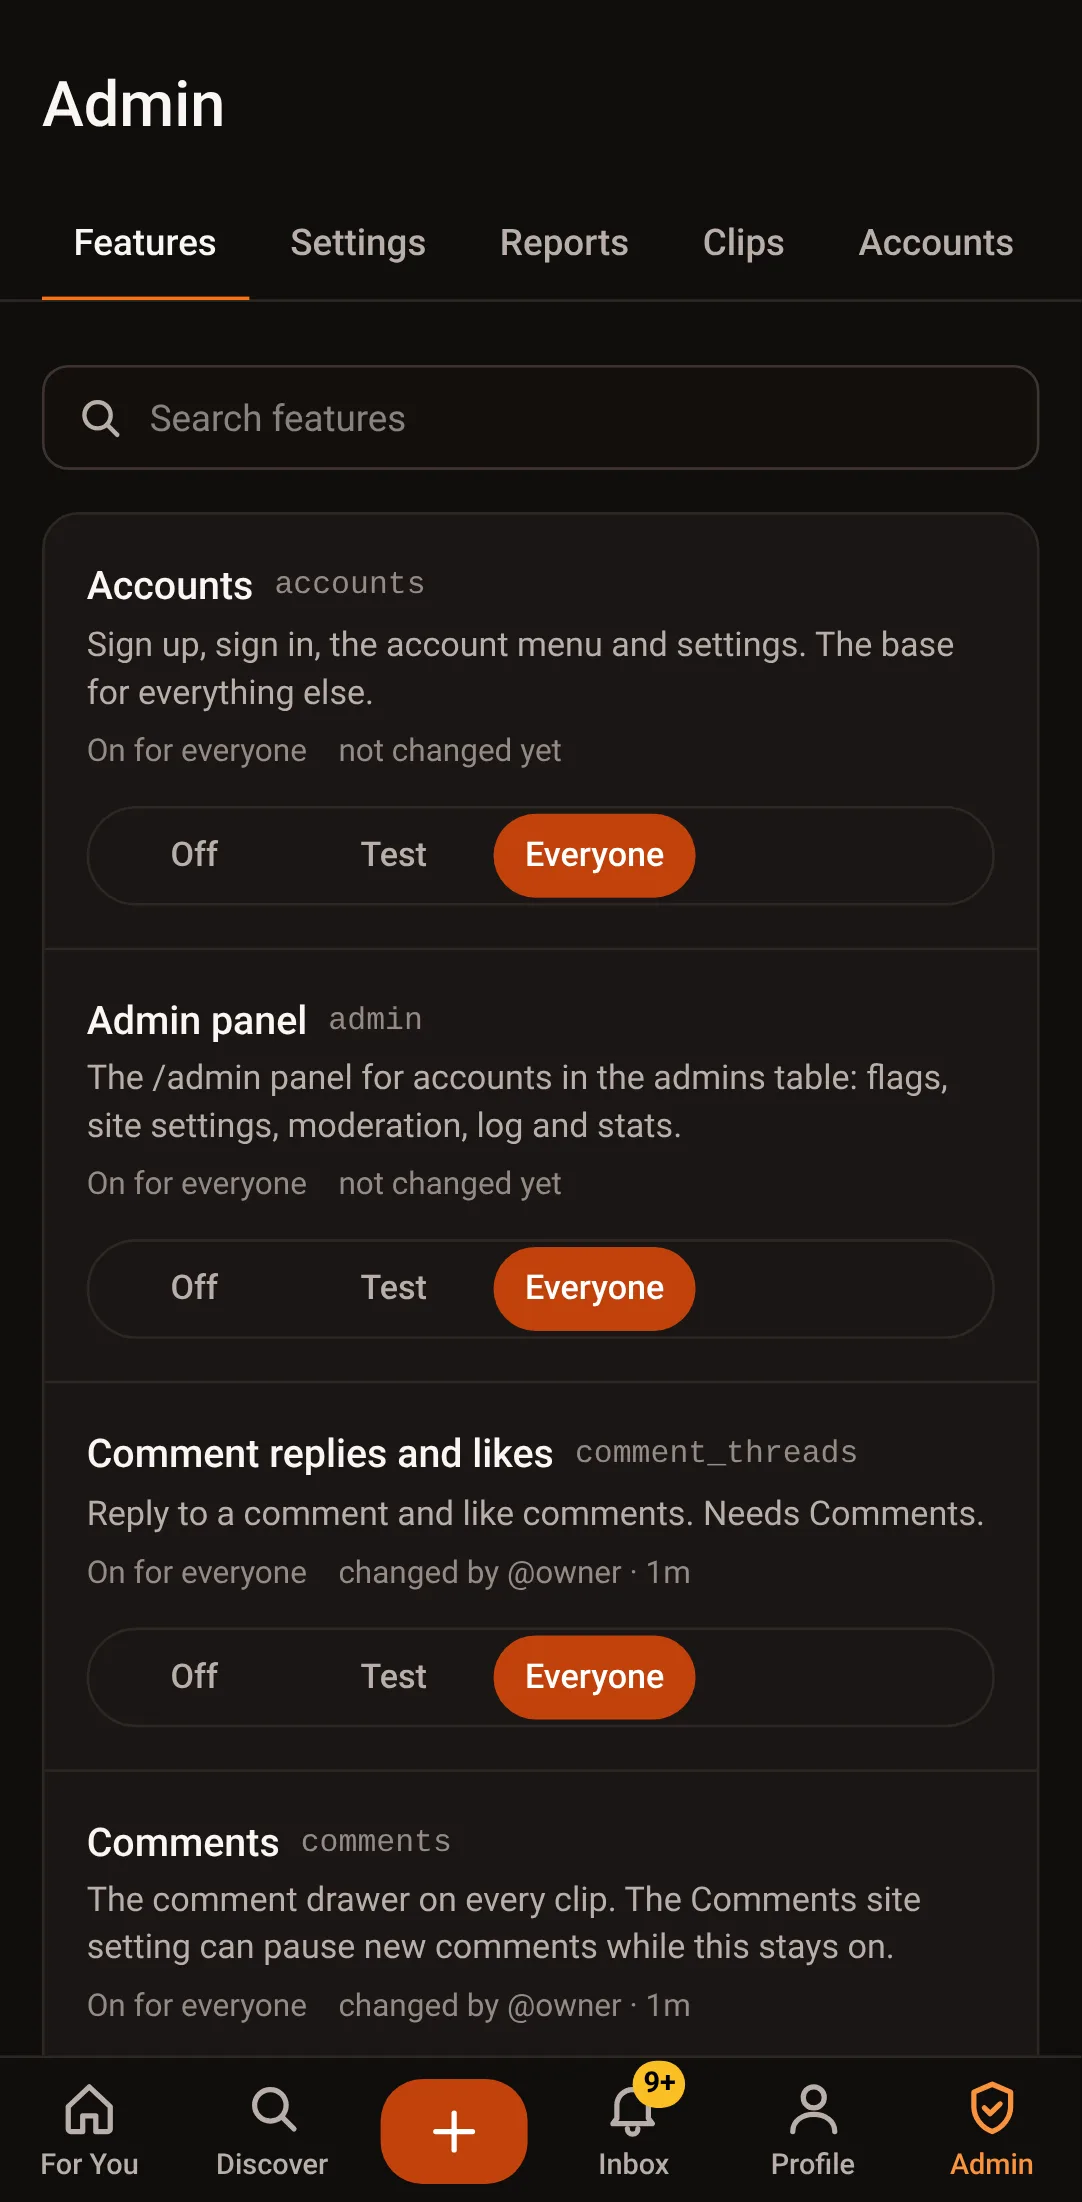 Admin
Features Settings Reports Clips Accounts
Search features
Accounts accounts
Sign up, sign in, the account menu and settings. The base
for everything else.
On for everyone not changed yet
Off Test Everyone
Admin panel admin
The /admin panel for accounts in the admins table: flags,
site settings, moderation, log and stats.
On for everyone not changed yet
Off Test Everyone
Comment replies and likes comment_threads
Reply to a comment and like comments. Needs Comments.
On for everyone changed by @owner · 1m
Off Test Everyone
Comments comments
The comment drawer on every clip. The Comments site
setting can pause new comments while this stays on.
On for everyone changed by @owner · 1m
9+
For You Discover Inbox Profile Admin